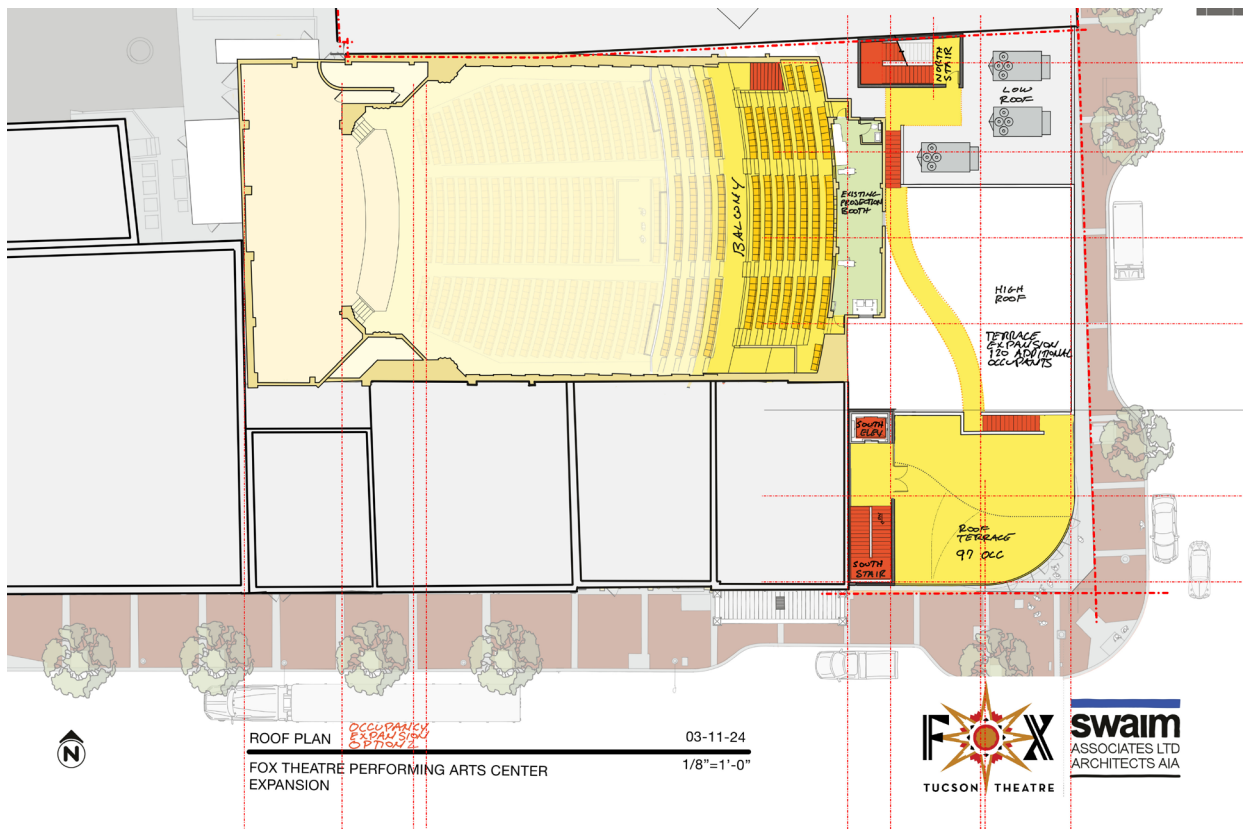 NORTH
STAIR
LOW
ROOF
EXISTING
PROJECTION
BOOTH
BALCONY
HIGH
ROOF
TERRACE
EXPANSION
120 ADDITIONAL
OCCUPANTS
SOUTH
ELEV
ROOF
TERRACE
97 OCC
SOUTH
STAIR
N
ROOF PLAN
OCCUPANCY
EXPANSION
OPTION 2
03-11-24
FOX THEATRE PERFORMING ARTS CENTER
EXPANSION
1/8"=1'-0"
FOX
TUCSON THEATRE
swaim
ASSOCIATES LTD
ARCHITECTS AIA